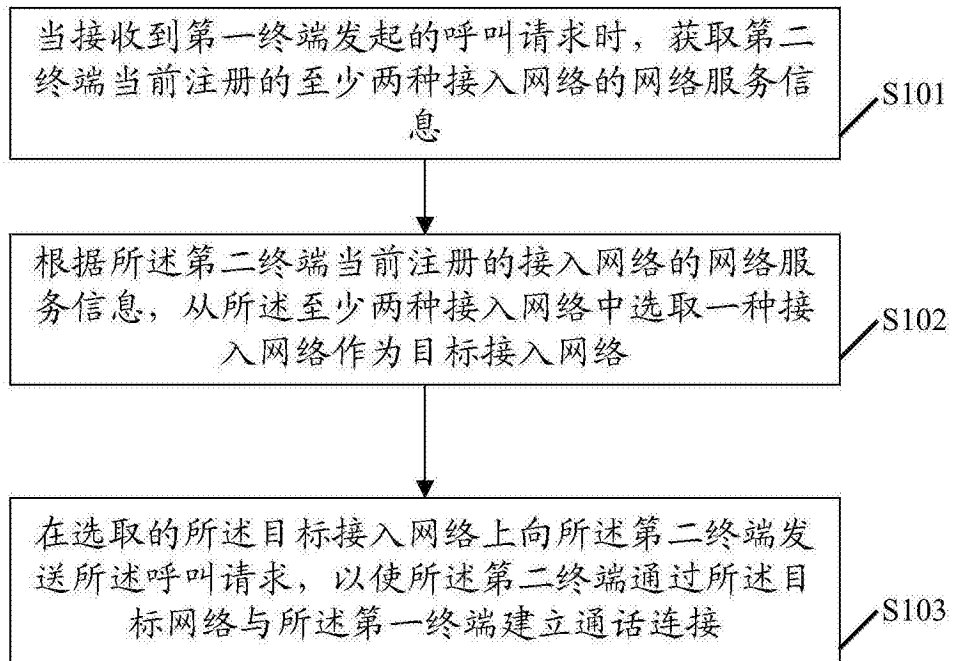 当接收到第一终端发起的呼叫请求时，获取第二
终端当前注册的至少两种接入网络的网络服务信
息
S101
根据所述第二终端当前注册的接入网络的网络服
务信息，从所述至少两种接入网络中选取一种接
入网络作为目标接入网络
S102
在选取的所述目标接入网络上向所述第二终端发
送所述呼叫请求，以使所述第二终端通过所述目
标网络与所述第一终端建立通话连接
S103